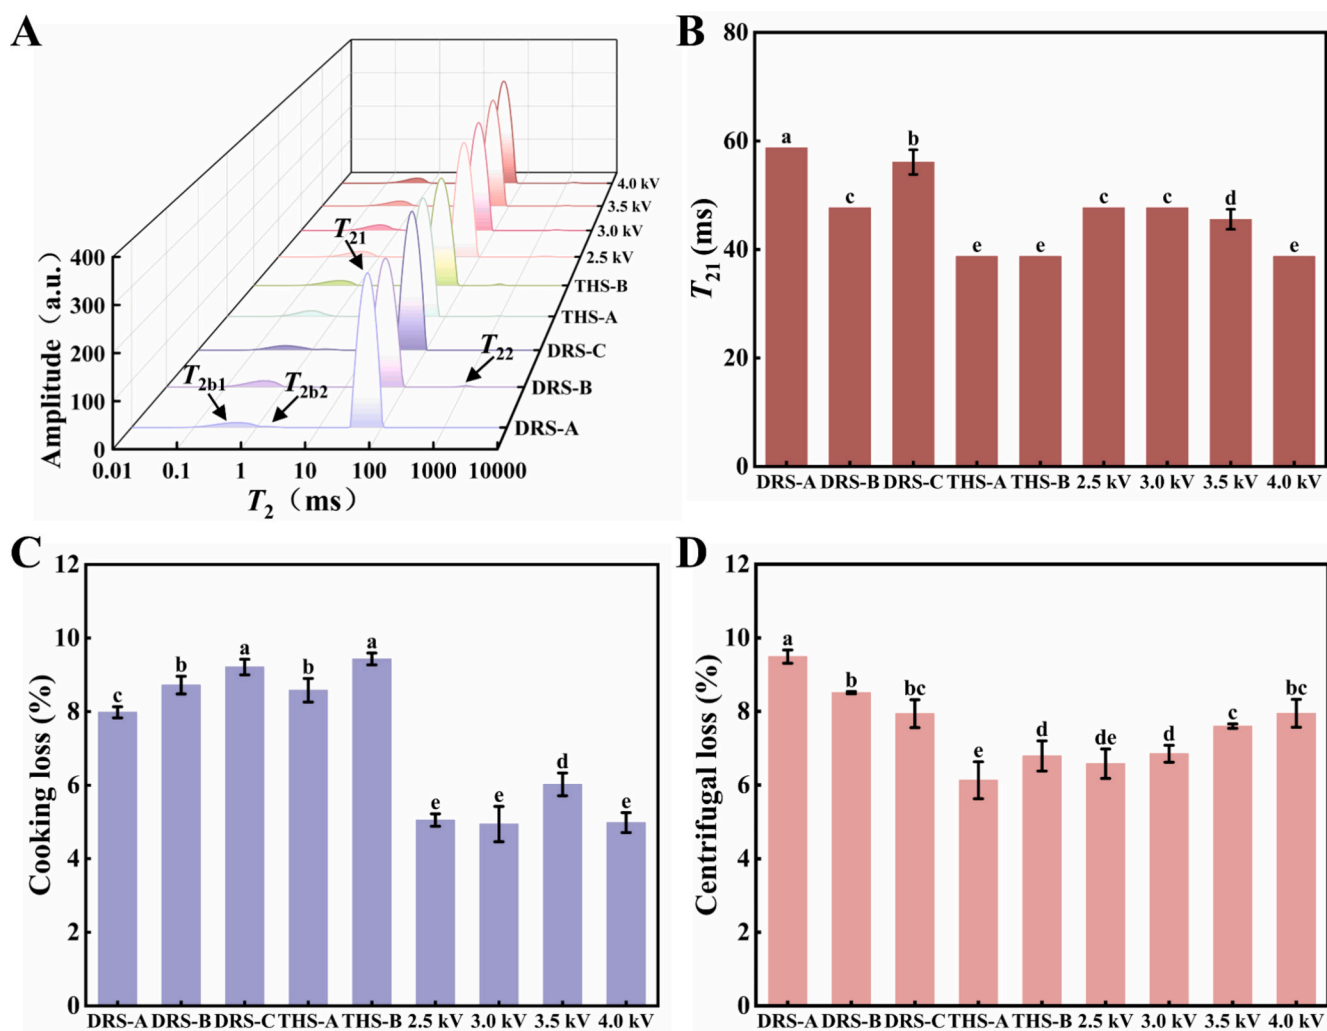 A
Amplitude (a.u.)
400
300
200
100
0
0.01 0.1 1 10 100 1000 10000
T2 (ms)
T2b1
T2b2
T21
T22
4.0 kV
3.5 kV
3.0 kV
2.5 kV
THS-B
THS-A
DRS-C
DRS-B
DRS-A
B
T21 (ms)
80
60
40
20
0
a c b e e c c d e
DRS-A DRS-B DRS-C THS-A THS-B 2.5 kV 3.0 kV 3.5 kV 4.0 kV
C
Cooking loss (%)
12
10
8
6
4
2
0
c b a b a e e d e
DRS-A DRS-B DRS-C THS-A THS-B 2.5 kV 3.0 kV 3.5 kV 4.0 kV
D
Centrifugal loss (%)
12
10
8
6
4
2
0
a b bc e d de d c bc
DRS-A DRS-B DRS-C THS-A THS-B 2.5 kV 3.0 kV 3.5 kV 4.0 kV